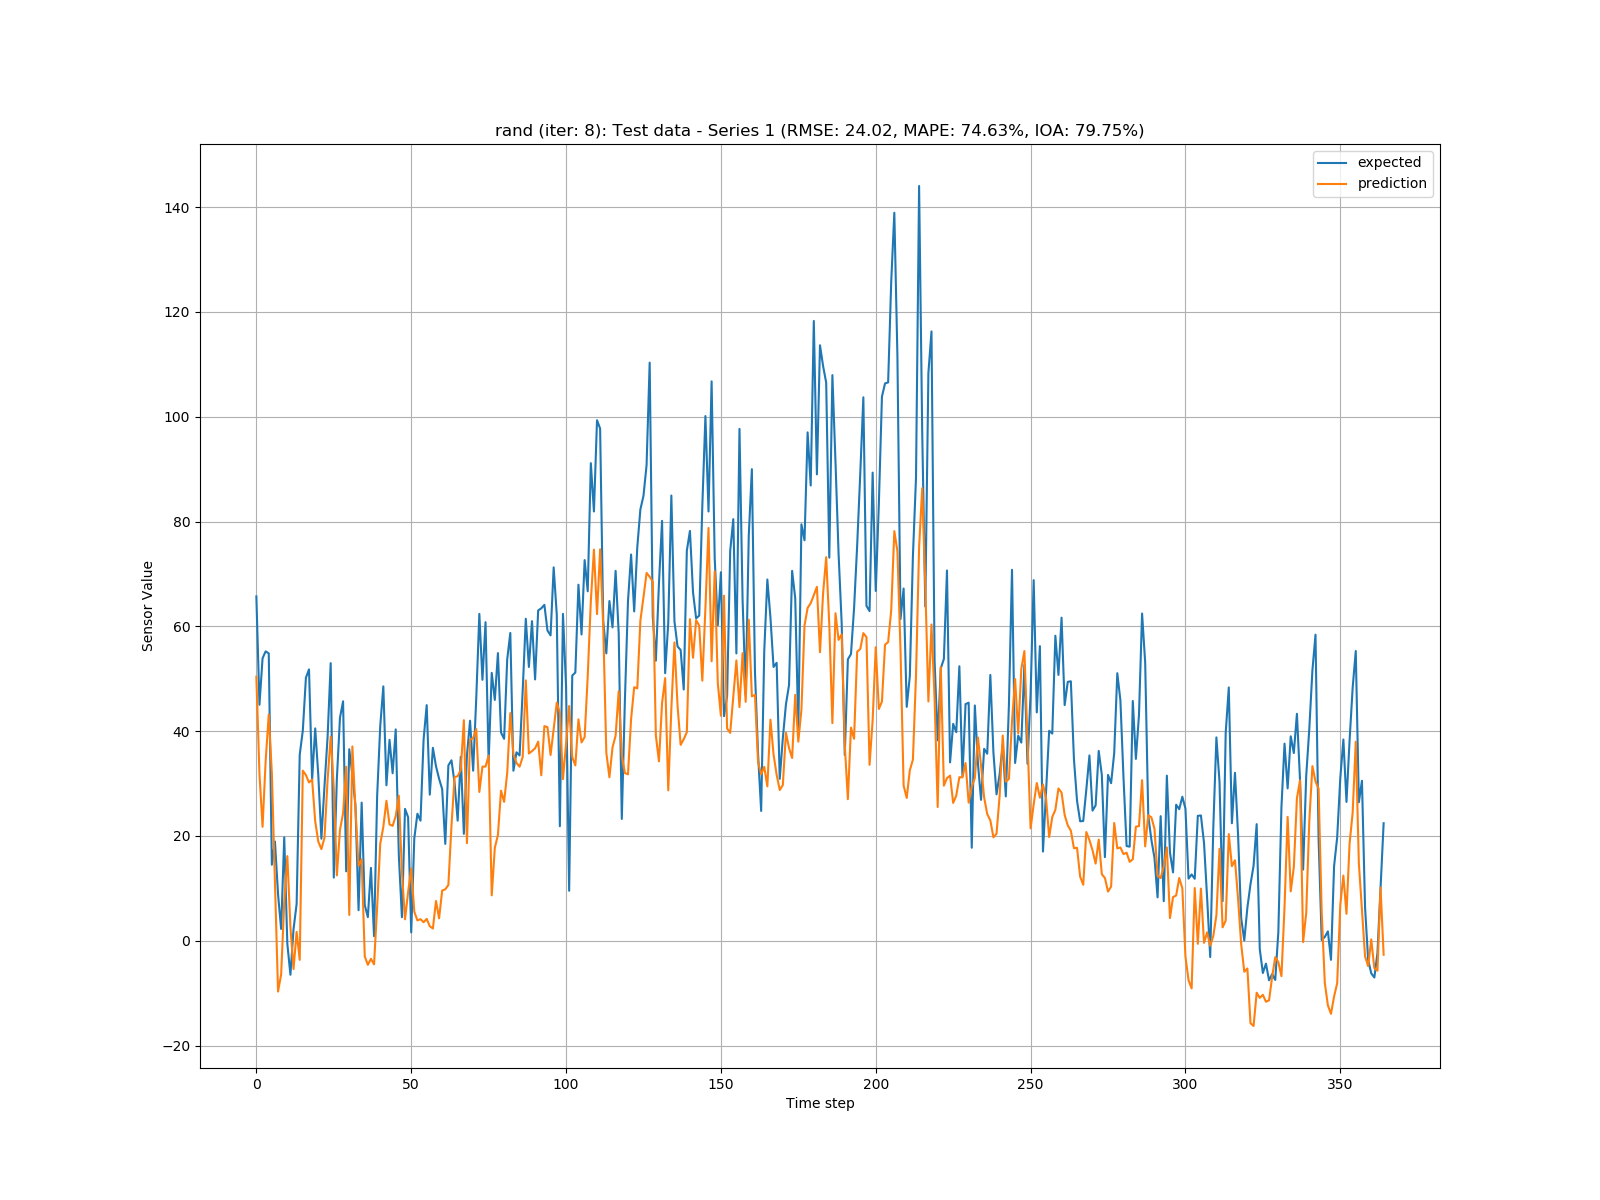 rand (iter: 8): Test data - Series 1 (RMSE: 24.02, MAPE: 74.63%, IOA: 79.75%)
expected
prediction
140
120
100
80
60
40
20
0
−20
Sensor Value
0 50 100 150 200 250 300 350
Time step